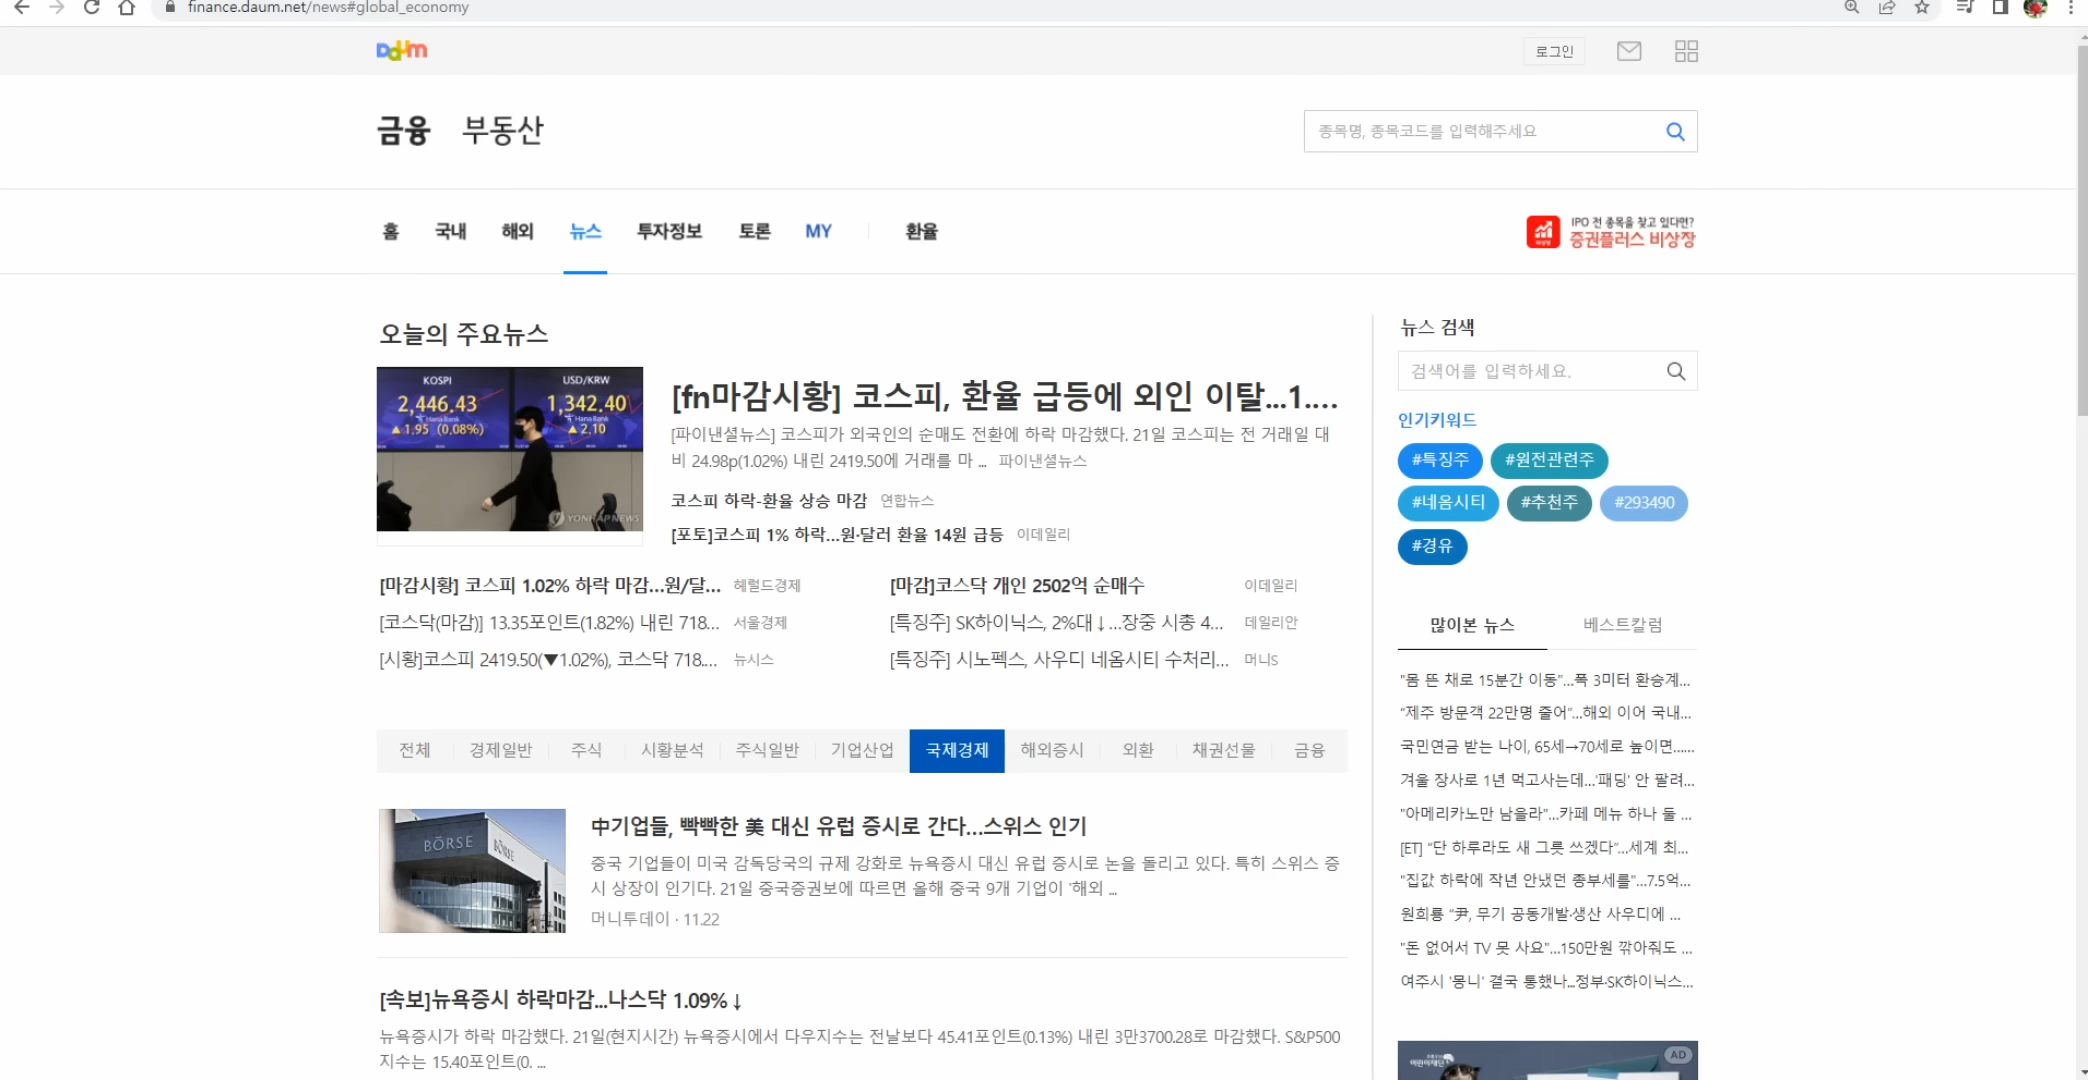 finance.daum.net/news#global_economy
Daum
로그인
금융 부동산
종목명, 종목코드를 입력해주세요
홈 국내 해외 뉴스 투자정보 토론 MY 환율
IPO 전 종목을 찾고 있다면?
증권플러스 비상장
오늘의 주요뉴스
KOSPI
2,446.43
▲1.95 (0.08%)
USD/KRW
1,342.40
▲2.10
YONHAPNEWS
[fn마감시황] 코스피, 환율 급등에 외인 이탈...1....
[파이낸셜뉴스] 코스피가 외국인의 순매도 전환에 하락 마감했다. 21일 코스피는 전 거래일 대
비 24.98p(1.02%) 내린 2419.50에 거래를 마 ... 파이낸셜뉴스
코스피 하락-환율 상승 마감 연합뉴스
[포토]코스피 1% 하락...원·달러 환율 14원 급등 이데일리
[마감시황] 코스피 1.02% 하락 마감...원/달... 헤럴드경제
[코스닥(마감)] 13.35포인트(1.82%) 내린 718... 서울경제
[시황]코스피 2419.50(▼1.02%), 코스닥 718.... 뉴시스
[마감]코스닥 개인 2502억 순매수 이데일리
[특징주] SK하이닉스, 2%대↓...장중 시총 4... 데일리안
[특징주] 시노펙스, 사우디 네옴시티 수처리... 머니S
전체 경제일반 주식 시황분석 주식일반 기업산업 국제경제 해외증시 외환 채권선물 금융
BÖRSE
中기업들, 빡빡한 美 대신 유럽 증시로 간다...스위스 인기
중국 기업들이 미국 감독당국의 규제 강화로 뉴욕증시 대신 유럽 증시로 눈을 돌리고 있다. 특히 스위스 증
시 상장이 인기다. 21일 중국증권보에 따르면 올해 중국 9개 기업이 '해외 ...
머니투데이 · 11.22
[속보]뉴욕증시 하락마감...나스닥 1.09%↓
뉴욕증시가 하락 마감했다. 21일(현지시간) 뉴욕증시에서 다우지수는 전날보다 45.41포인트(0.13%) 내린 3만3700.28로 마감했다. S&P500
지수는 15.40포인트(0. ...
뉴스 검색
검색어를 입력하세요.
인기키워드
#특징주 #원전관련주
#네옴시티 #추천주 #293490
#경유
많이본 뉴스 베스트칼럼
"몸 뜬 채로 15분간 이동"...폭 3미터 환승계...
"제주 방문객 22만명 줄어"...해외 이어 국내...
국민연금 받는 나이, 65세→70세로 높이면......
겨울 장사로 1년 먹고사는데...'패딩' 안 팔려...
"아메리카노만 남을라"...카페 메뉴 하나 둘 ...
[ET] “단 하루라도 새 그릇 쓰겠다”...세계 최...
"집값 하락에 작년 안냈던 종부세를"...7.5억...
원희룡 “尹, 무기 공동개발·생산 사우디에 ...
"돈 없어서 TV 못 사요"...150만원 깎아줘도 ...
여주시 '몽니' 결국 통했나...정부·SK하이닉스...
AD